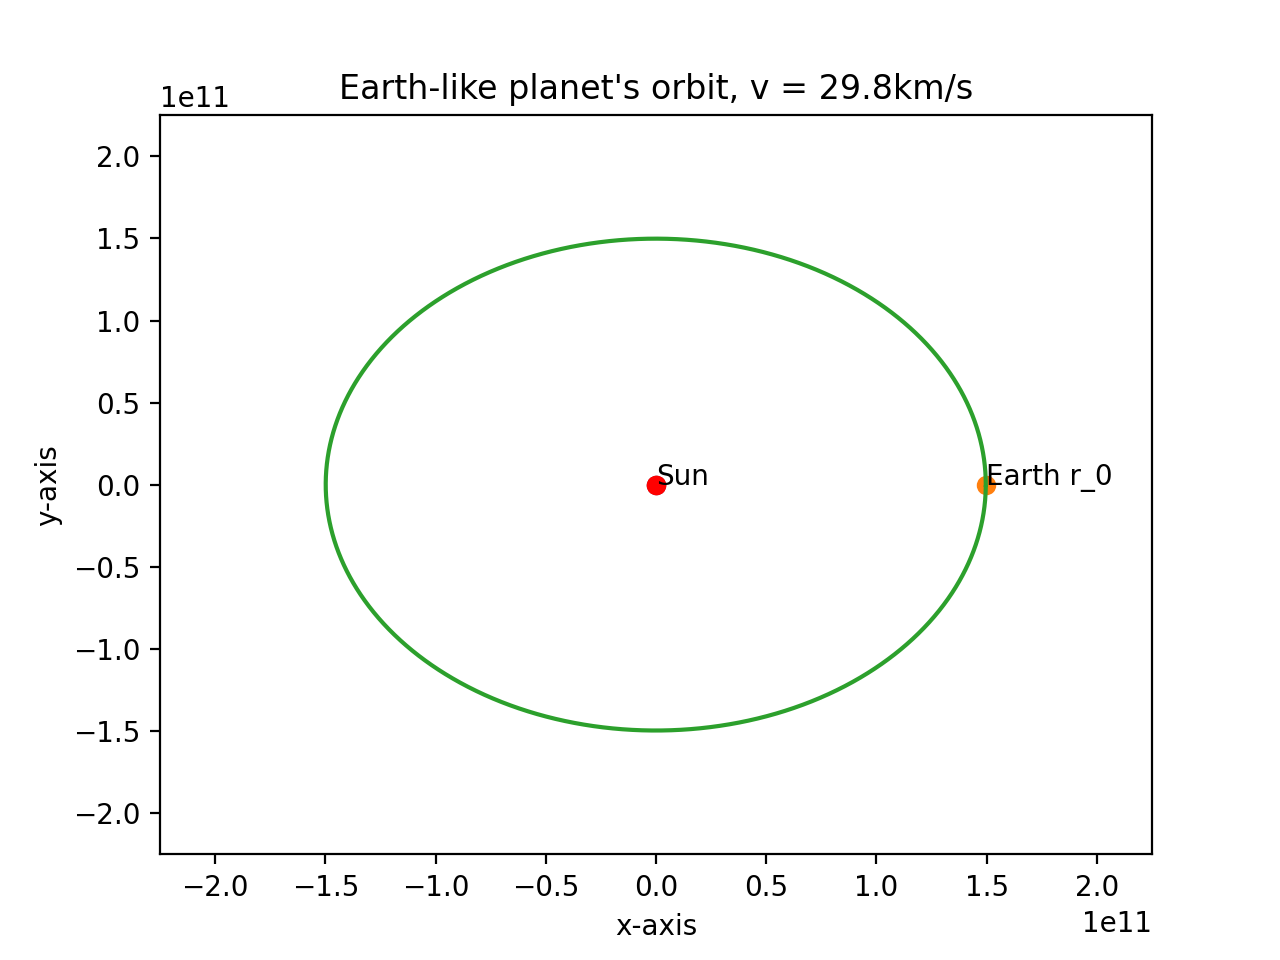 Earth-like planet's orbit, v = 29.8km/s
1e11
2.0
1.5
1.0
0.5
0.0
−0.5
−1.0
−1.5
−2.0
y-axis
Sun
Earth r_0
−2.0 −1.5 −1.0 −0.5 0.0 0.5 1.0 1.5 2.0
x-axis
1e11